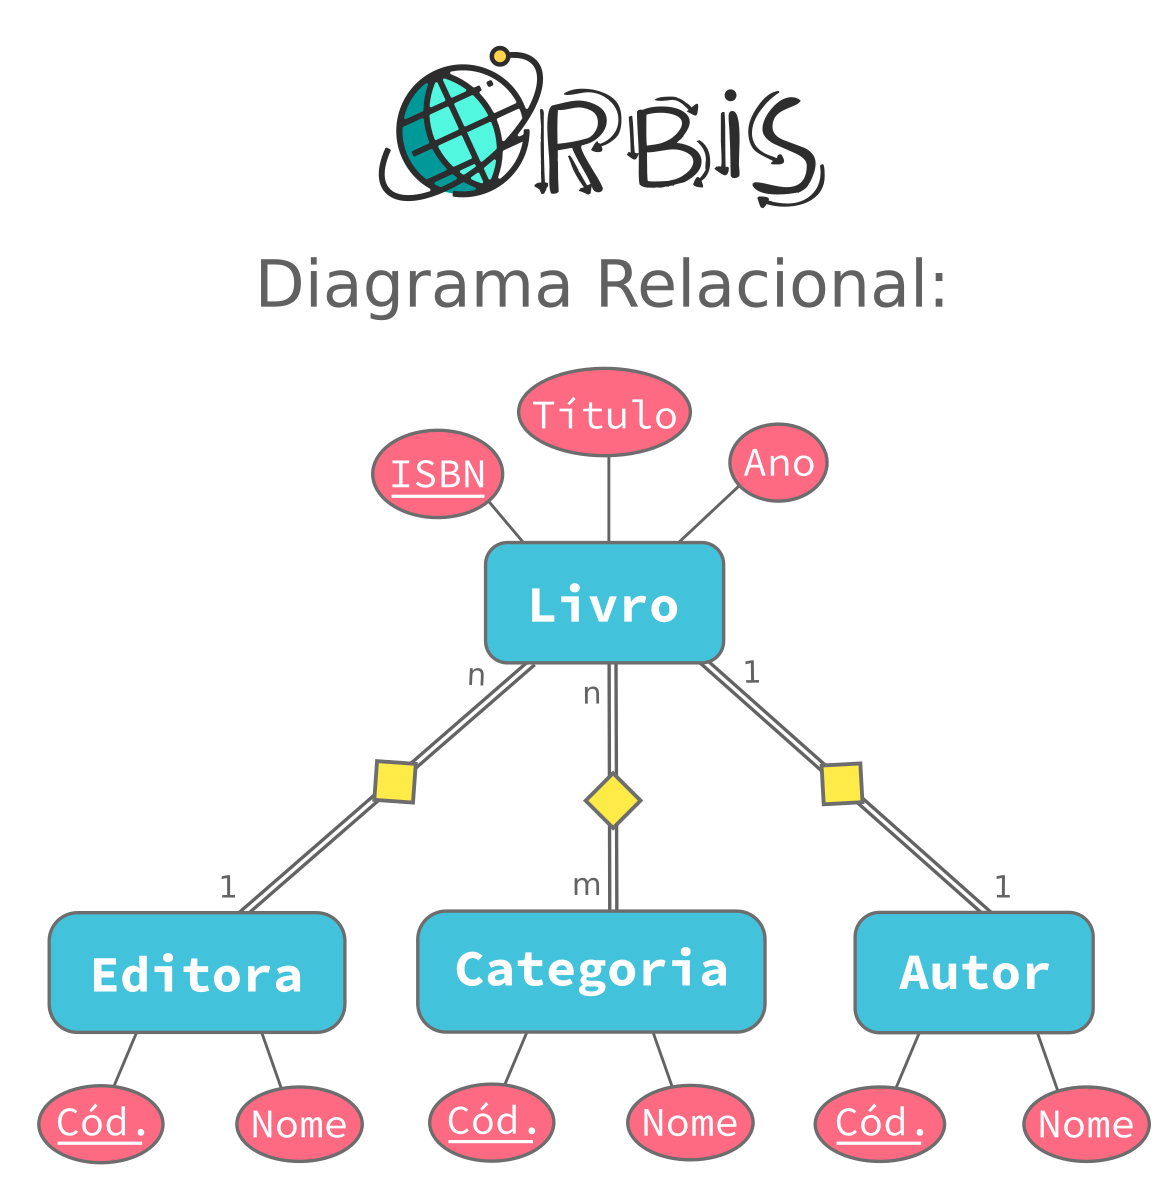 ORBiS
Diagrama Relacional:
Título
ISBN
Ano
Livro
n
n
1
1
m
1
Editora
Categoria
Autor
Cód.
Nome
Cód.
Nome
Cód.
Nome